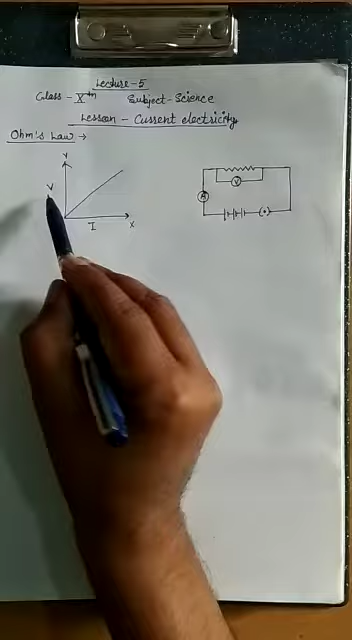 Lecture-5
Class - Xth Subject - Science
Lesson - Current electricity
Ohm's Law →
Y
V
I
X
A
V